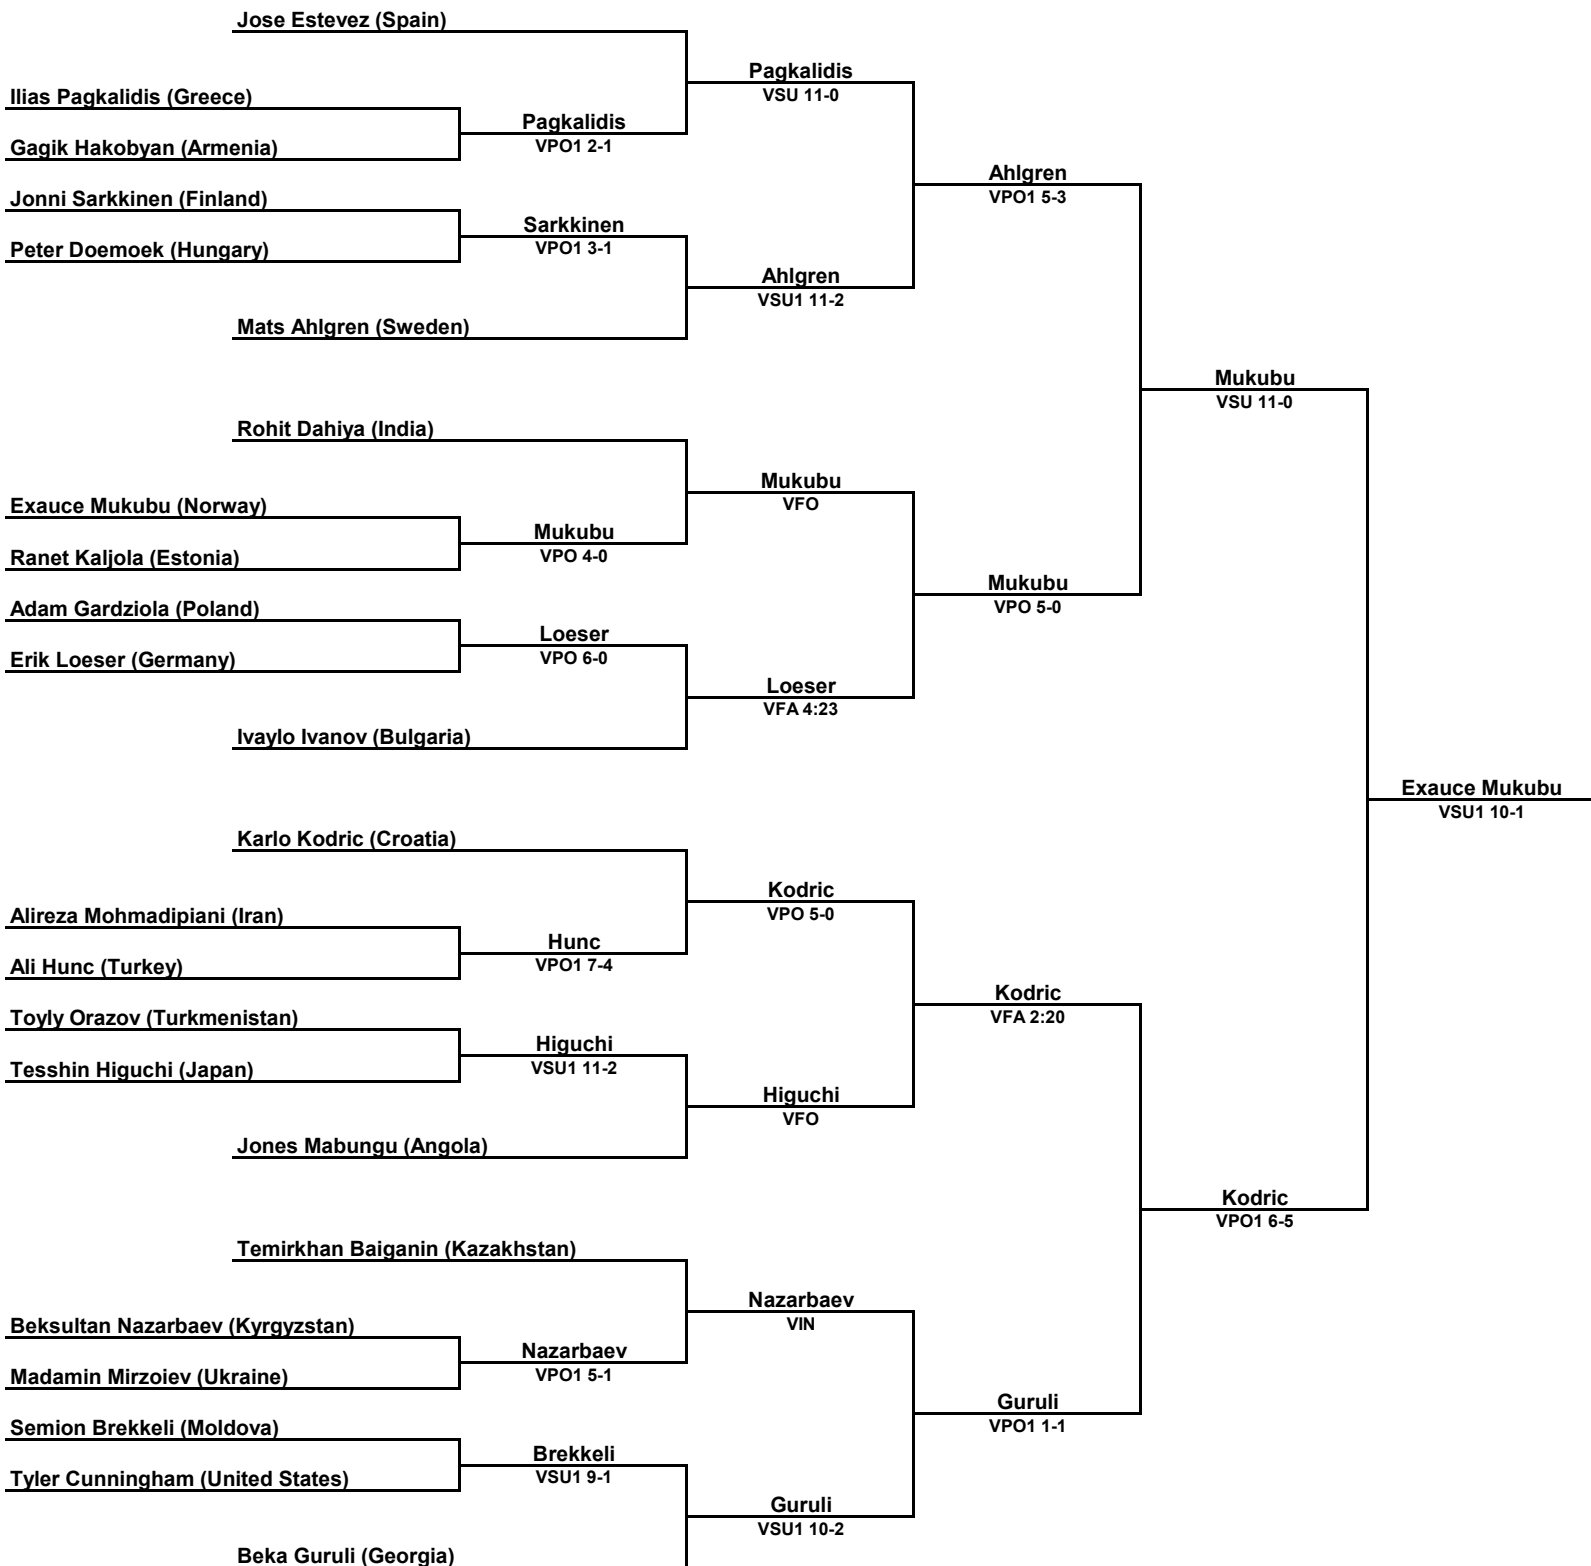 Jose Estevez (Spain)
Pagkalidis
VSU 11-0
Ilias Pagkalidis (Greece)
Pagkalidis
VPO1 2-1
Gagik Hakobyan (Armenia)
Ahlgren
VPO1 5-3
Jonni Sarkkinen (Finland)
Sarkkinen
VPO1 3-1
Peter Doemoek (Hungary)
Ahlgren
VSU1 11-2
Mats Ahlgren (Sweden)
Mukubu
VSU 11-0
Rohit Dahiya (India)
Mukubu
VFO
Exauce Mukubu (Norway)
Mukubu
VPO 4-0
Ranet Kaljola (Estonia)
Mukubu
VPO 5-0
Adam Gardziola (Poland)
Loeser
VPO 6-0
Erik Loeser (Germany)
Loeser
VFA 4:23
Ivaylo Ivanov (Bulgaria)
Exauce Mukubu
VSU1 10-1
Karlo Kodric (Croatia)
Kodric
VPO 5-0
Alireza Mohmadipiani (Iran)
Hunc
VPO1 7-4
Ali Hunc (Turkey)
Kodric
VFA 2:20
Toyly Orazov (Turkmenistan)
Higuchi
VSU1 11-2
Tesshin Higuchi (Japan)
Higuchi
VFO
Jones Mabungu (Angola)
Kodric
VPO1 6-5
Temirkhan Baiganin (Kazakhstan)
Nazarbaev
VIN
Beksultan Nazarbaev (Kyrgyzstan)
Nazarbaev
VPO1 5-1
Madamin Mirzoiev (Ukraine)
Guruli
VPO1 1-1
Semion Brekkeli (Moldova)
Brekkeli
VSU1 9-1
Tyler Cunningham (United States)
Guruli
VSU1 10-2
Beka Guruli (Georgia)